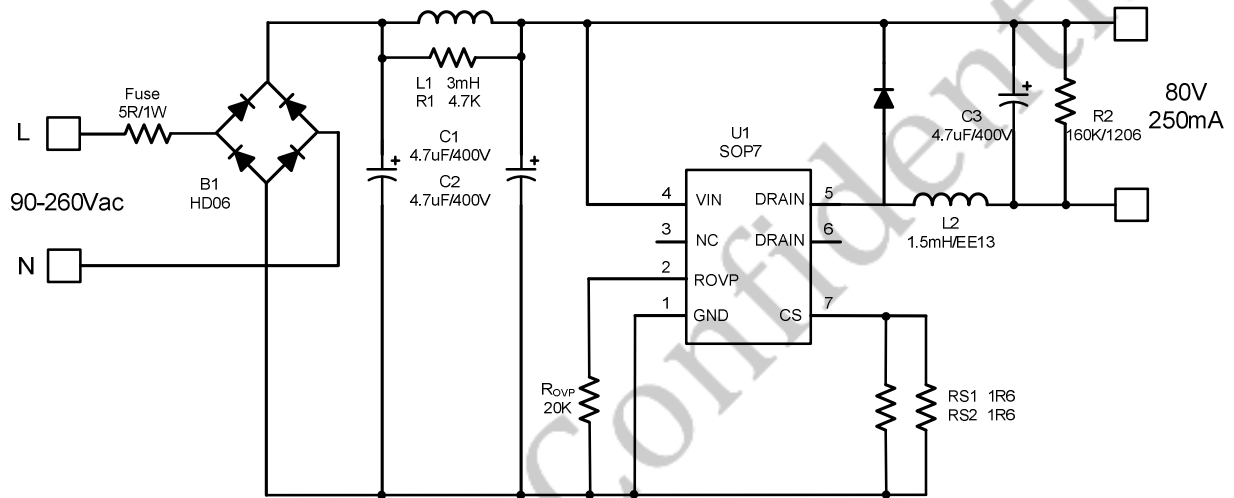 Fuse
5R/1W
L
B1
HD06
90-260Vac
N
L1 3mH
R1 4.7K
C1
4.7uF/400V
C2
4.7uF/400V
U1
SOP7
4
VIN
3
NC
2
ROVP
1
GND
DRAIN
5
DRAIN
6
CS
7
ROVP
20K
L2
1.5mH/EE13
C3
4.7uF/400V
R2
160K/1206
80V
250mA
RS1 1R6
RS2 1R6
Confidenti